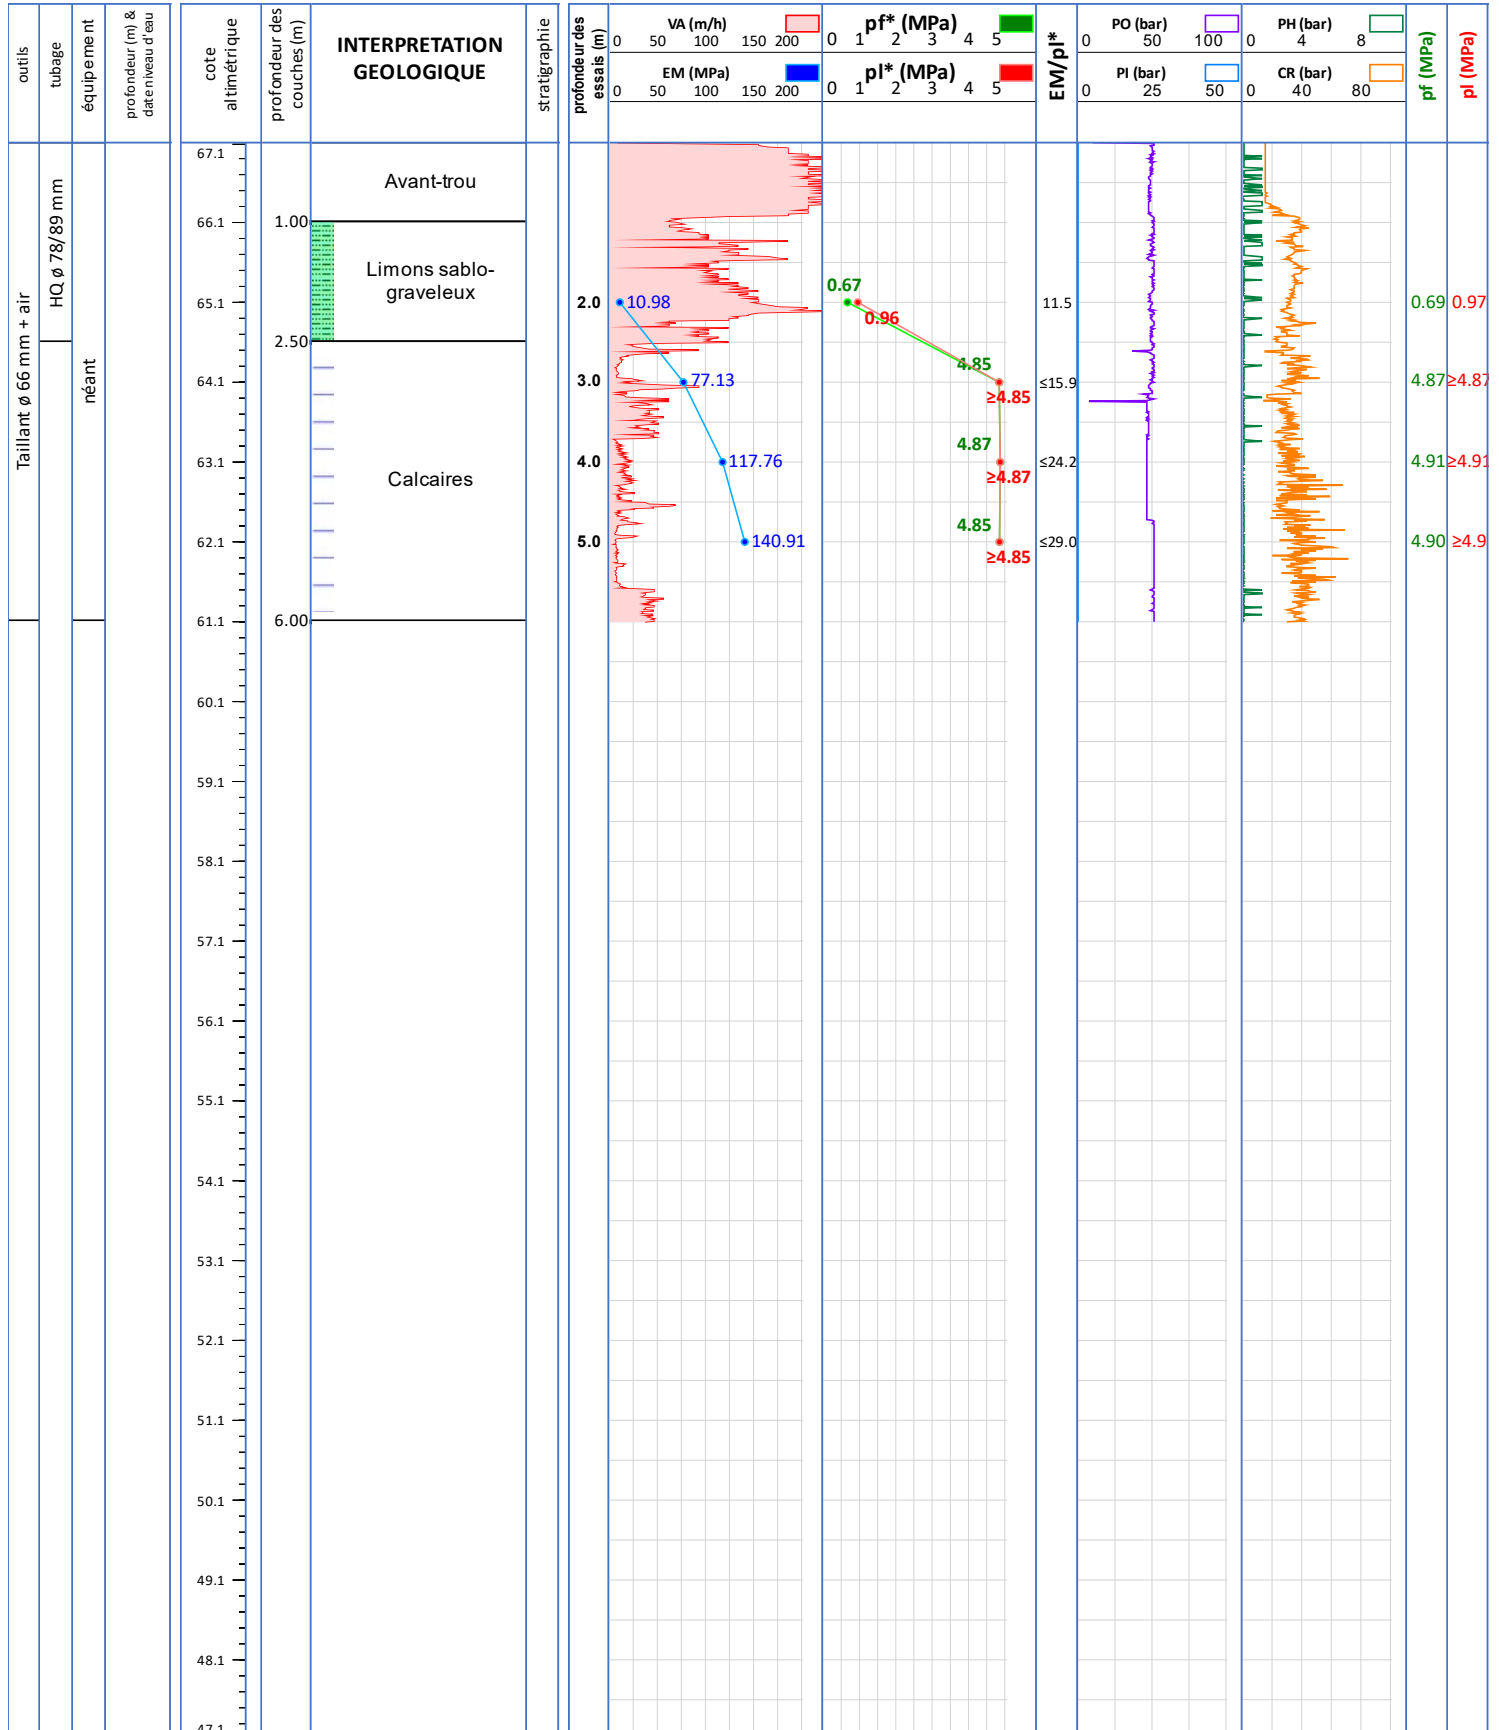 outils
tubage
équipement
profondeur (m) &
date niveau d'eau
cote
altimétrique
profondeur des
couches (m)
INTERPRETATION
GEOLOGIQUE
stratigraphie
profondeur des
essais (m)
VA (m/h)
0 50 100 150 200
EM (MPa)
0 50 100 150 200
pf* (MPa)
0 1 2 3 4 5
pl* (MPa)
0 1 2 3 4 5
EM/pl*
PO (bar)
0 50 100
PI (bar)
0 25 50
PH (bar)
0 4 8
CR (bar)
0 40 80
pf (MPa)
pl (MPa)
Taillant ø 66 mm + air
HQ ø 78/89 mm
néant
67.1
Avant-trou
66.1
1.00
Limons sablo-
graveleux
65.1
2.0
10.98
0.67
0.96
11.5
0.69
0.97
2.50
64.1
3.0
77.13
4.85
≥4.85
≤15.9
4.87
≥4.87
63.1
Calcaires
4.0
117.76
4.87
≥4.87
≤24.2
4.91
≥4.91
62.1
5.0
140.91
4.85
≥4.85
≤29.0
4.90
≥4.9
61.1
6.00
60.1
59.1
58.1
57.1
56.1
55.1
54.1
53.1
52.1
51.1
50.1
49.1
48.1
47.1